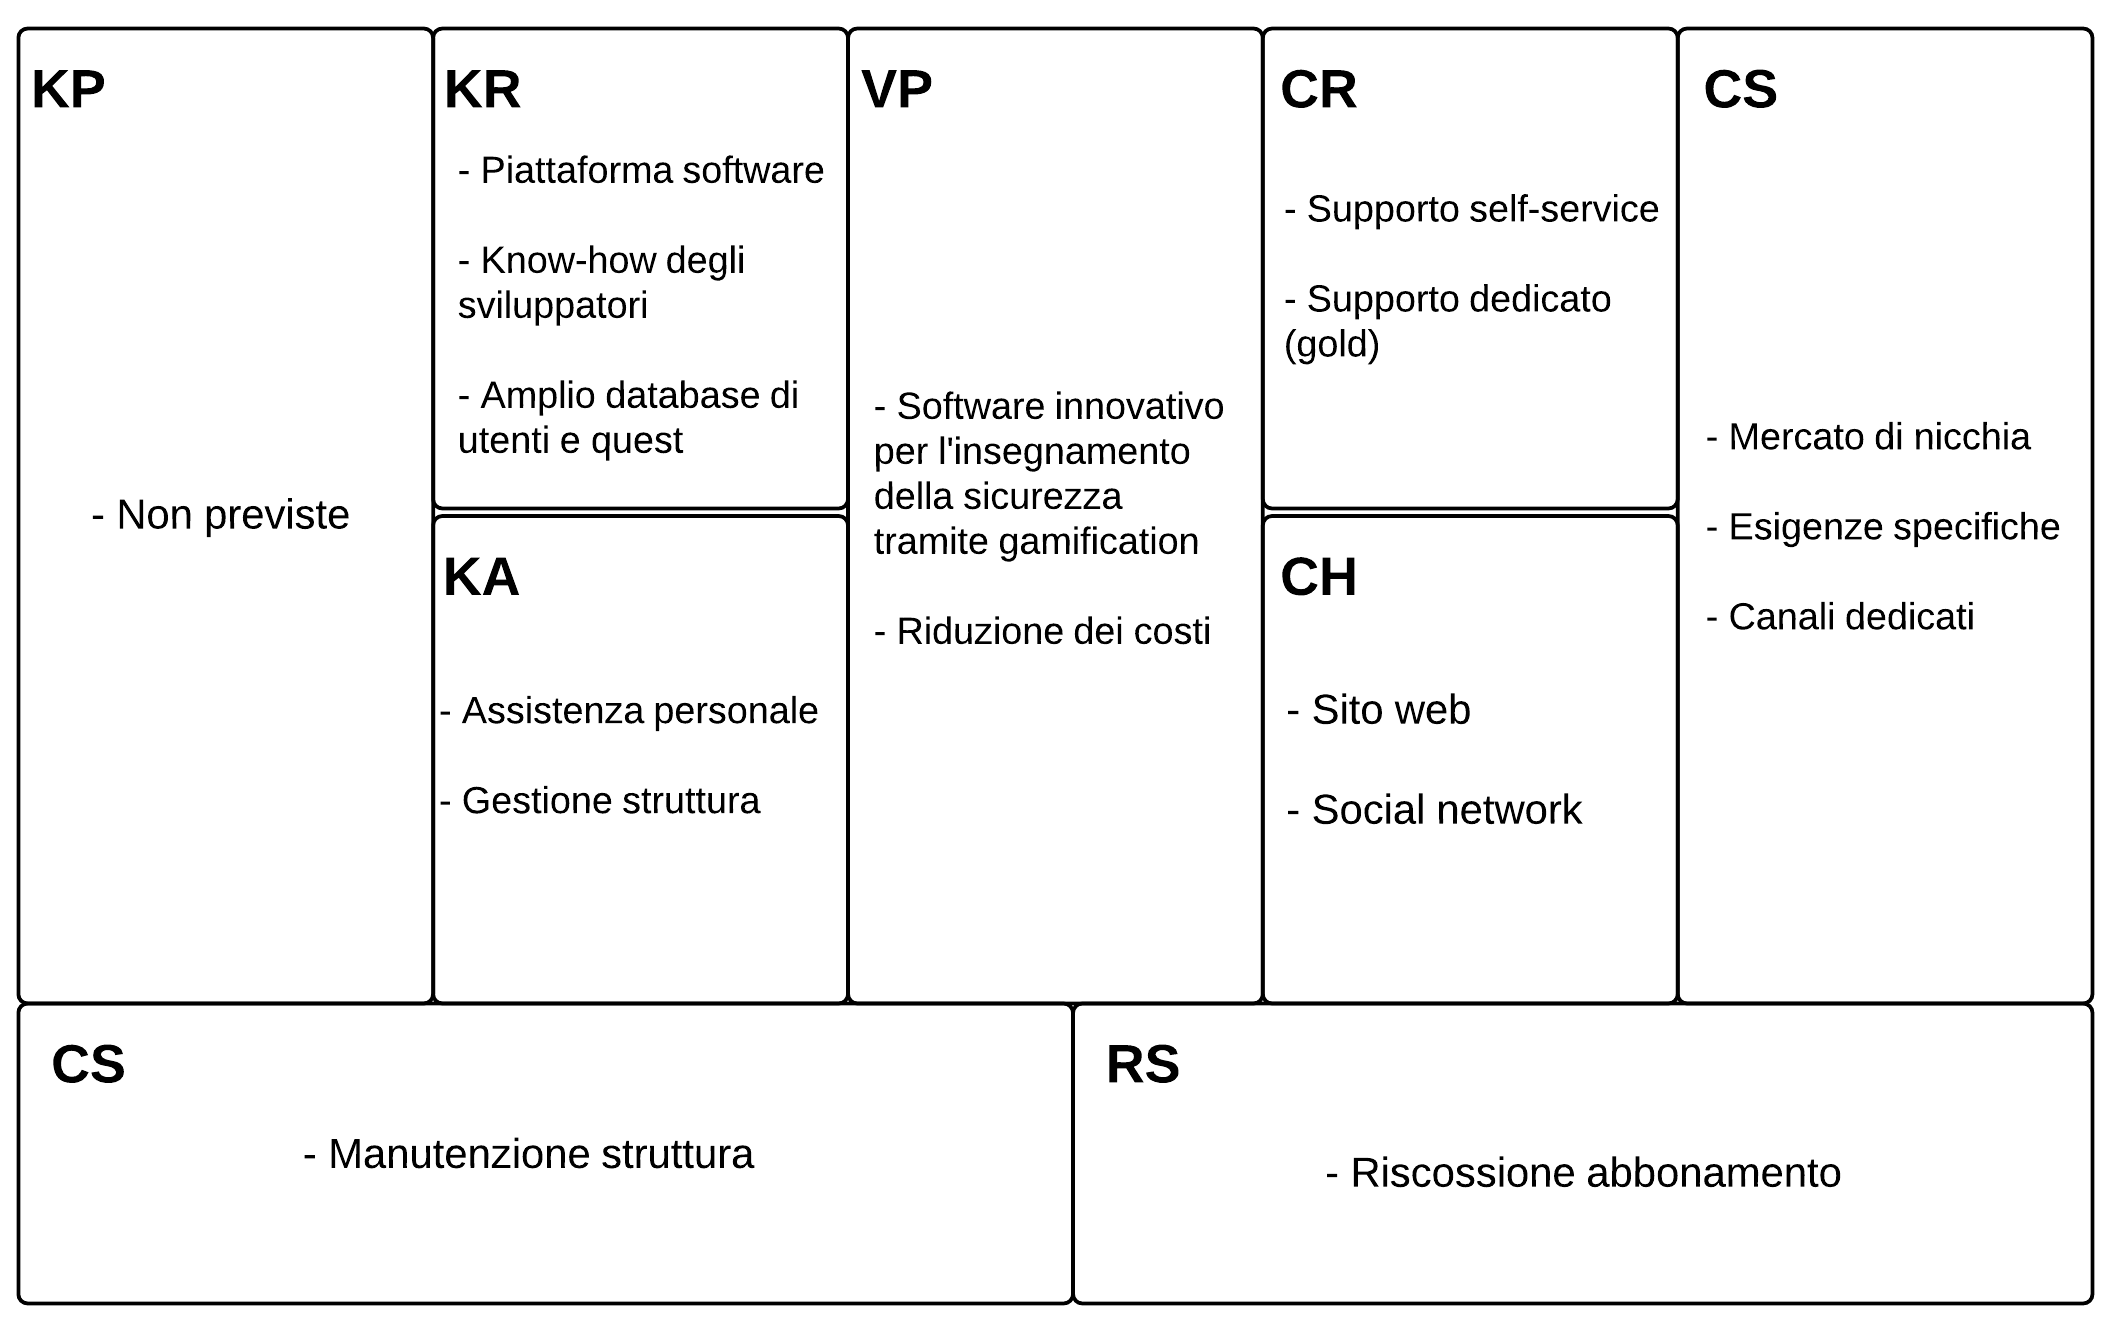 KP
- Non previste
KR
- Piattaforma software
- Know-how degli
sviluppatori
- Amplio database di
utenti e quest
KA
- Assistenza personale
- Gestione struttura
VP
- Software innovativo
per l'insegnamento
della sicurezza
tramite gamification
- Riduzione dei costi
CR
- Supporto self-service
- Supporto dedicato
(gold)
CH
- Sito web
- Social network
CS
- Mercato di nicchia
- Esigenze specifiche
- Canali dedicati
CS
- Manutenzione struttura
RS
- Riscossione abbonamento